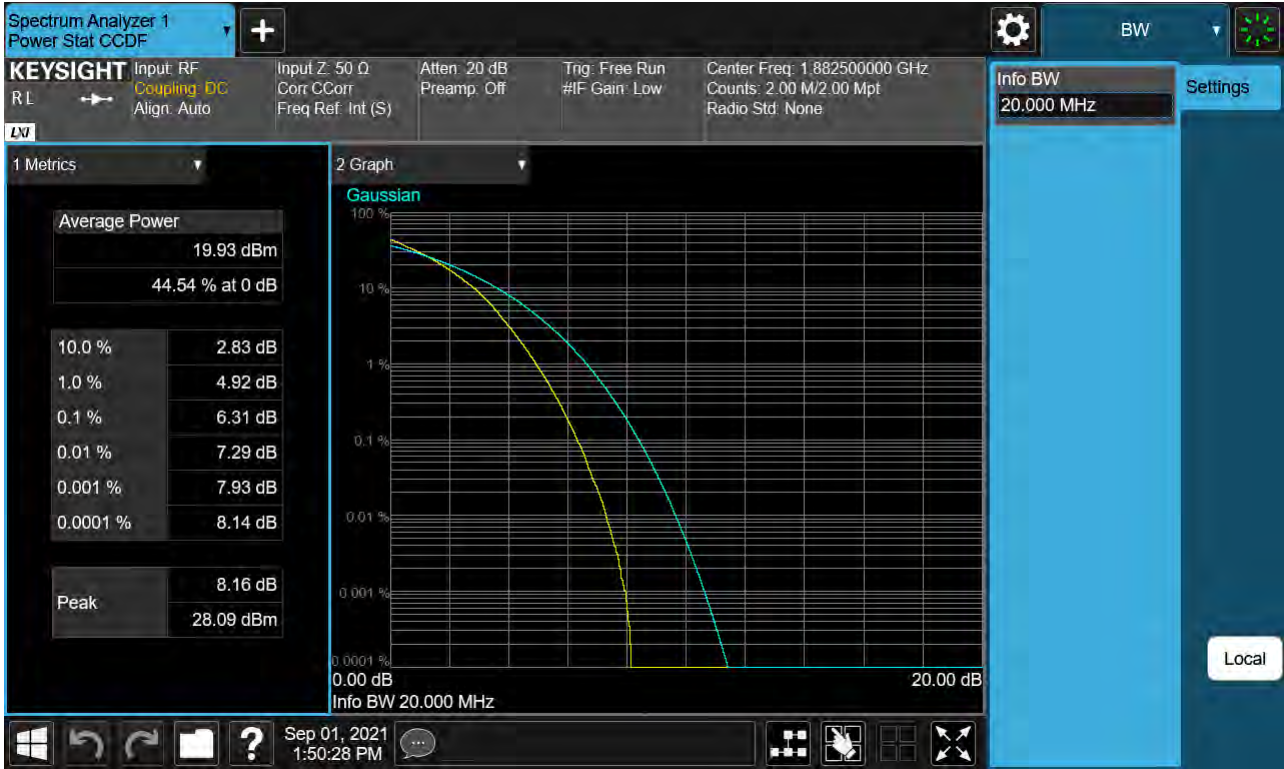 Spectrum Analyzer 1
Power Stat CCDF
BW
KEYSIGHT
R L
LXI
Input: RF
Coupling: DC
Align: Auto
Input Z: 50 Ω
Corr CCorr
Freq Ref: Int (S)
Atten: 20 dB
Preamp: Off
Trig: Free Run
#IF Gain: Low
Center Freq: 1.882500000 GHz
Counts: 2.00 M/2.00 Mpt
Radio Std: None
Info BW
20.000 MHz
Settings
1 Metrics
Average Power
19.93 dBm
44.54 % at 0 dB
10.0 % 2.83 dB
1.0 % 4.92 dB
0.1 % 6.31 dB
0.01 % 7.29 dB
0.001 % 7.93 dB
0.0001 % 8.14 dB
Peak
8.16 dB
28.09 dBm
2 Graph
Gaussian
100 %
10 %
1 %
0.1 %
0.01 %
0.001 %
0.0001 %
0.00 dB 20.00 dB
Info BW 20.000 MHz
Local
?
Sep 01, 2021
1:50:28 PM